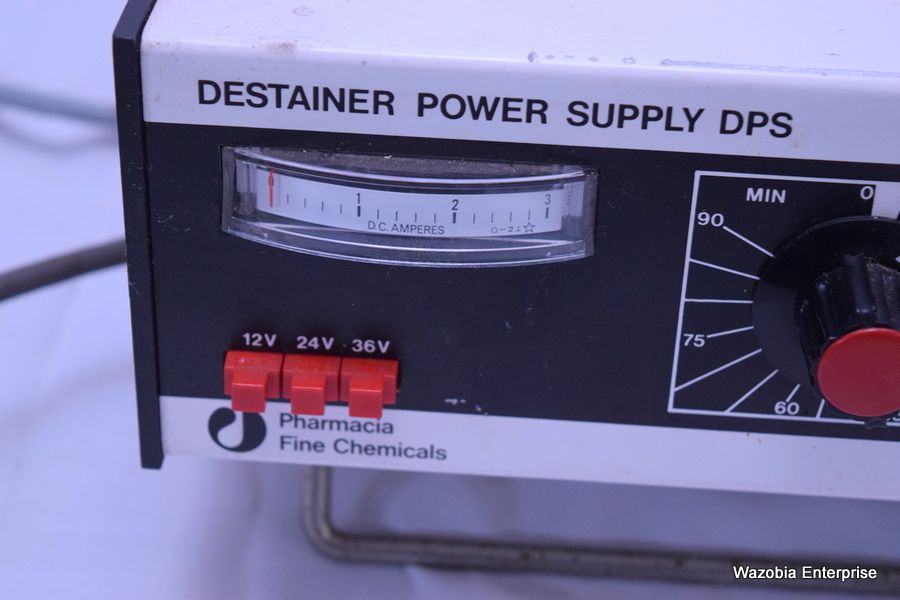 DESTAINER POWER SUPPLY DPS
1 2 3
D.C. AMPERES
MIN 0
90
75
60
12V 24V 36V
Pharmacia
Fine Chemicals
Wazobia Enterprise